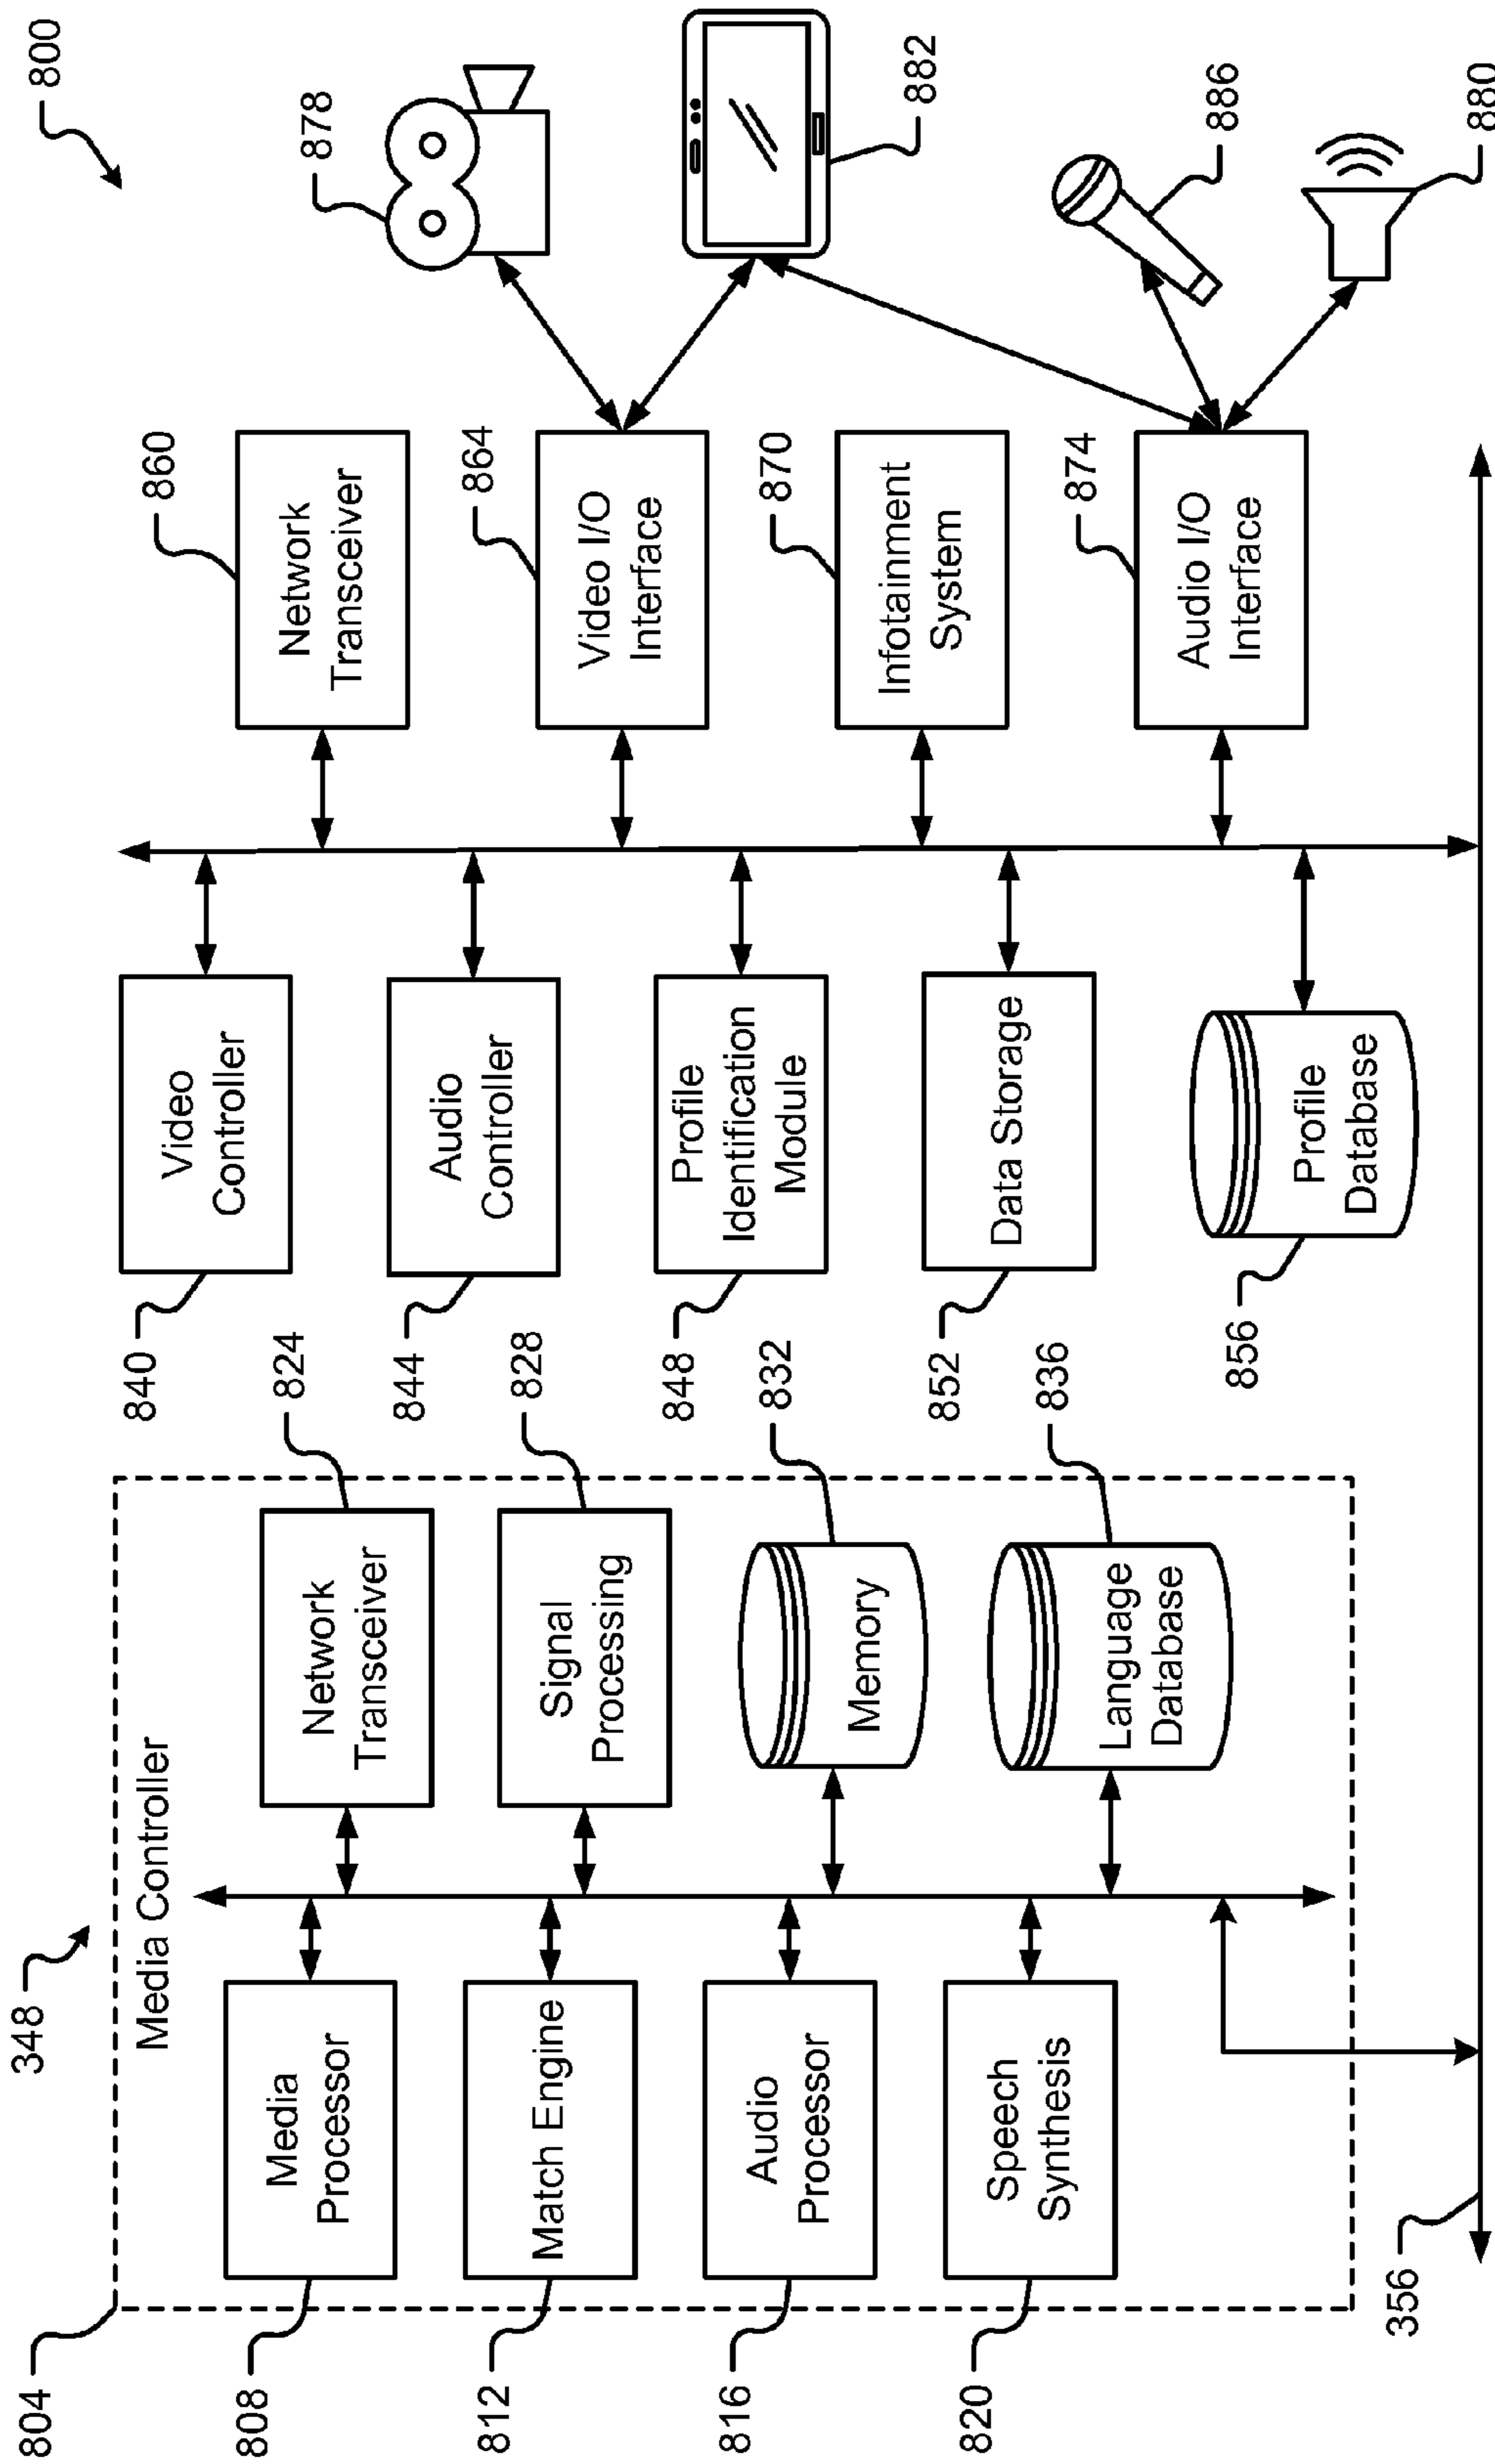 800
348
Media Controller
804
808
Media
Processor
812
Match Engine
816
Audio
Processor
820
Speech
Synthesis
824
Network
Transceiver
828
Signal
Processing
832
Memory
836
Language
Database
840
Video
Controller
844
Audio
Controller
848
Profile
Identification
Module
852
Data Storage
856
Profile
Database
860
Network
Transceiver
864
Video I/O
Interface
870
Infotainment
System
874
Audio I/O
Interface
878
882
886
880
356